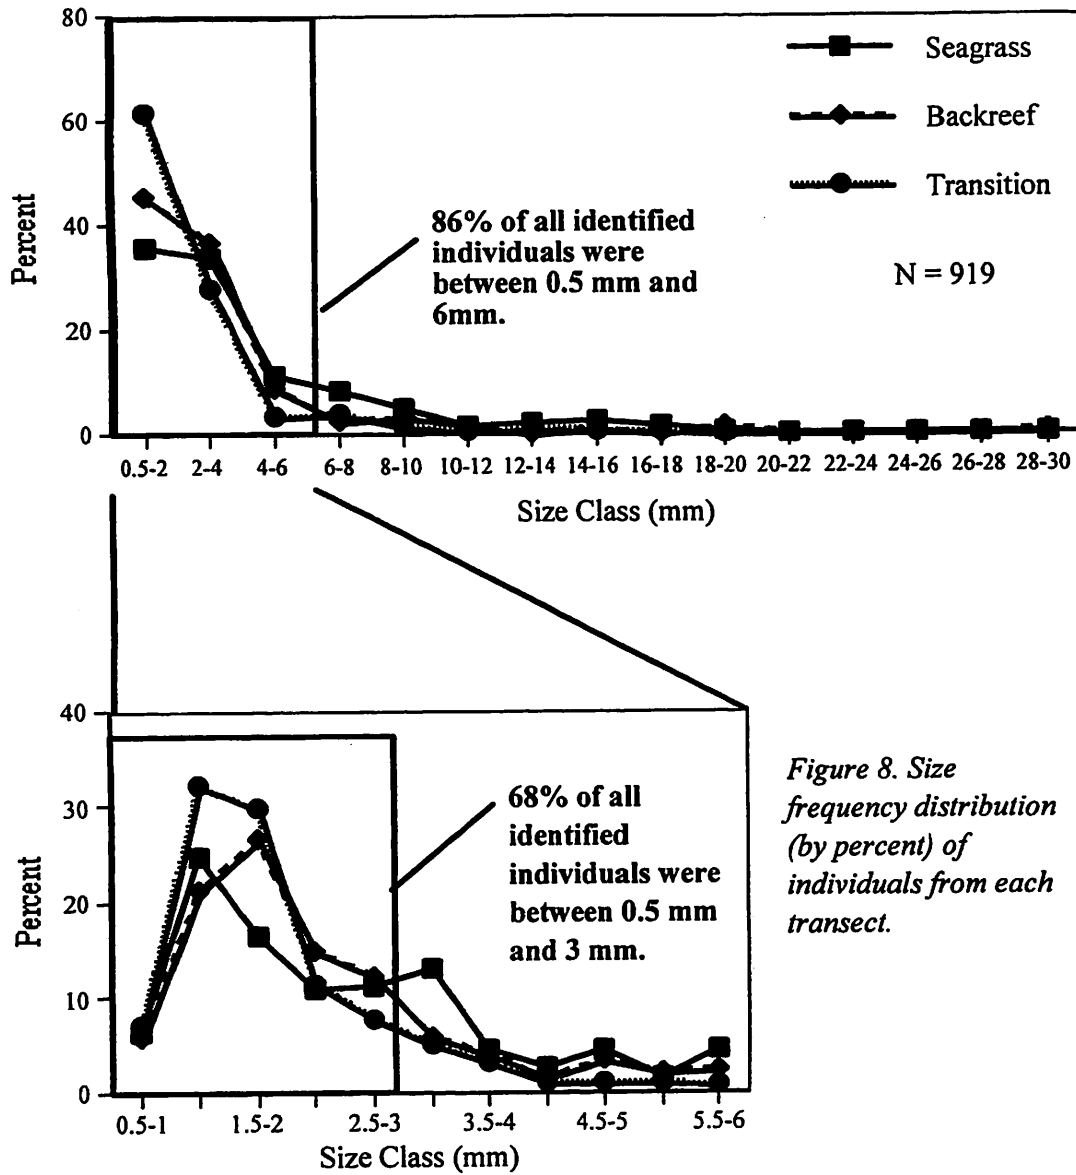 80
60
40
20
0
Percent
Seagrass
Backreef
Transition
N = 919
86% of all identified
individuals were
between 0.5 mm and
6mm.
0.5-2 2-4 4-6 6-8 8-10 10-12 12-14 14-16 16-18 18-20 20-22 22-24 24-26 26-28 28-30
Size Class (mm)
40
30
20
10
0
Percent
68% of all
identified
individuals were
between 0.5 mm
and 3 mm.
0.5-1 1.5-2 2.5-3 3.5-4 4.5-5 5.5-6
Size Class (mm)
Figure 8. Size
frequency distribution
(by percent) of
individuals from each
transect.